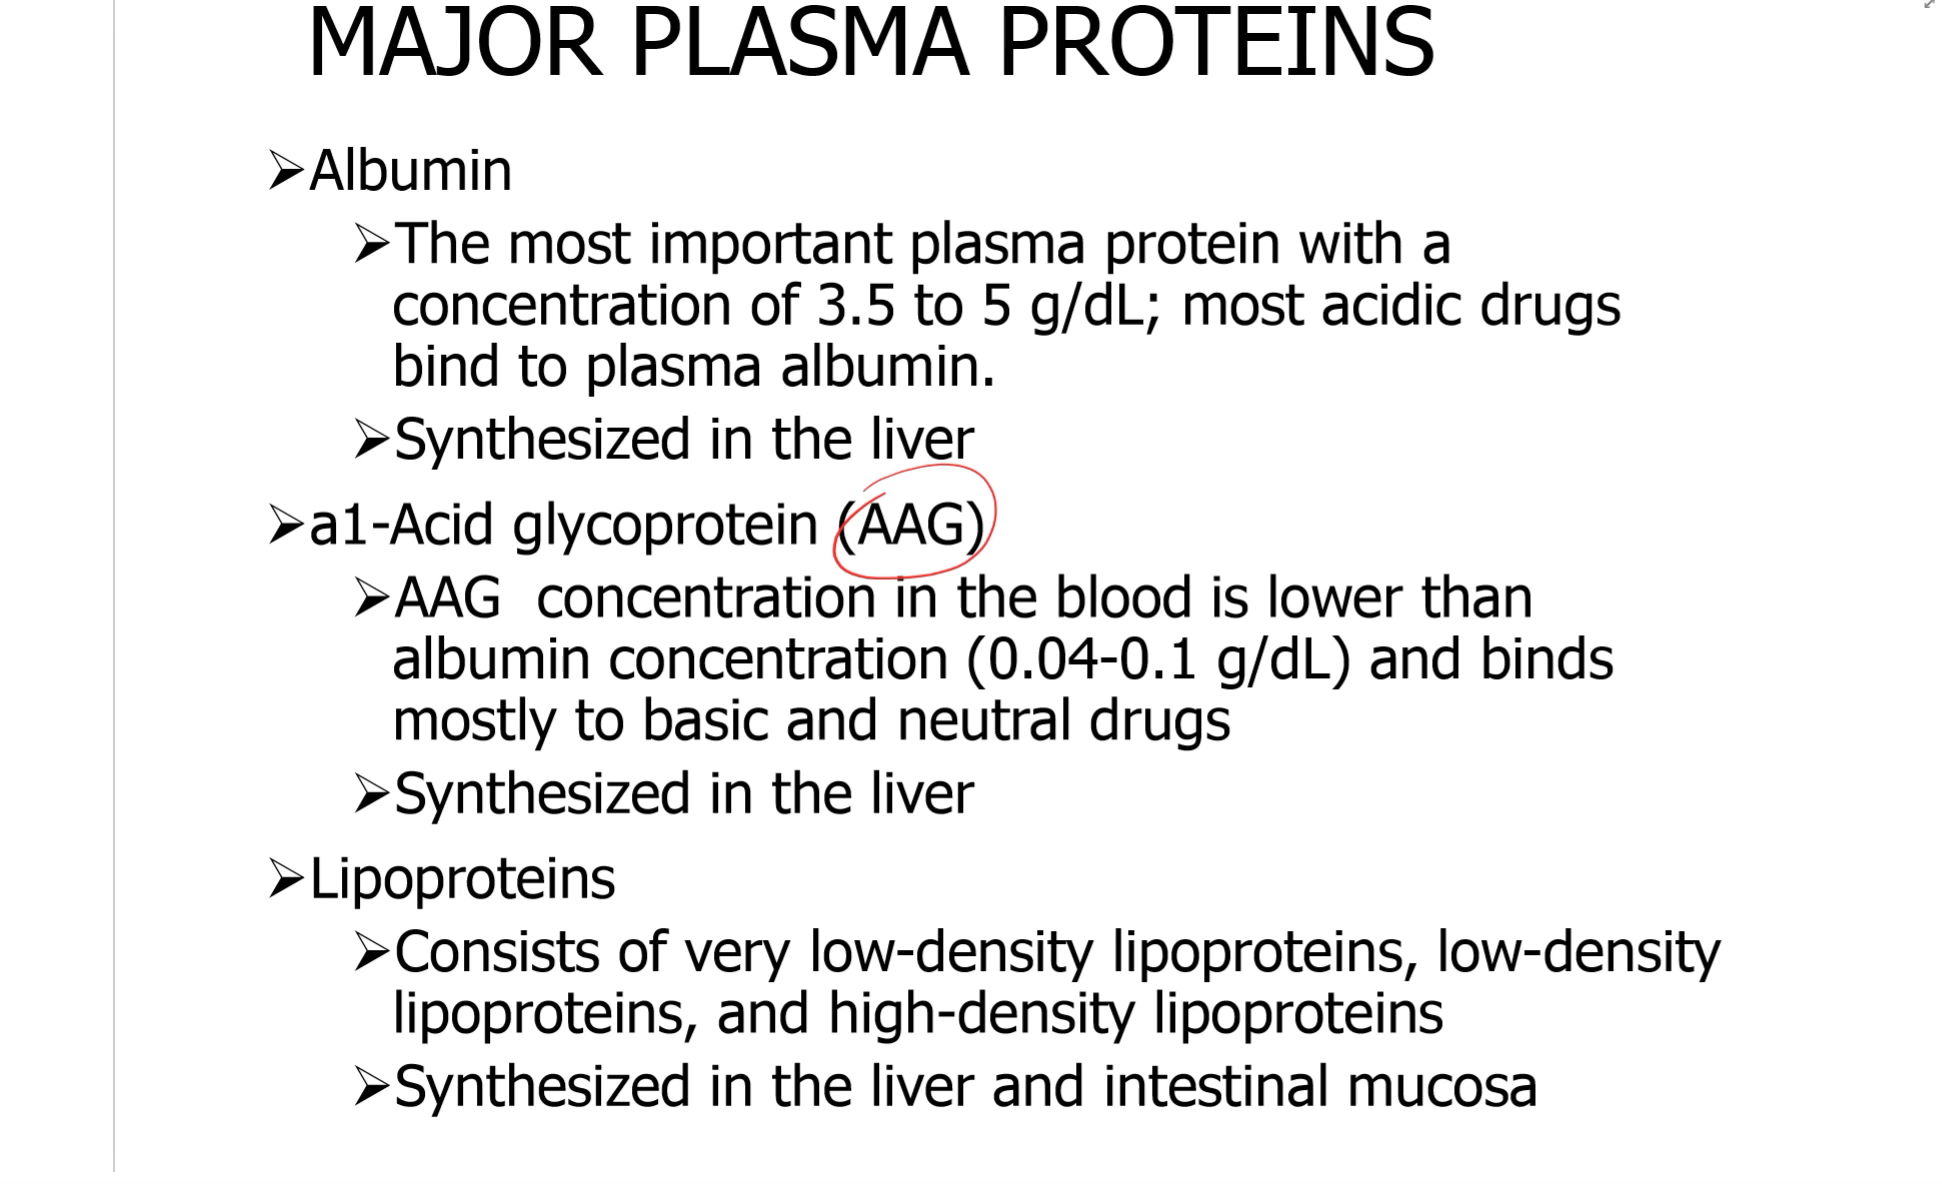 MAJOR PLASMA PROTEINS
➢Albumin
➢The most important plasma protein with a
concentration of 3.5 to 5 g/dL; most acidic drugs
bind to plasma albumin.
➢Synthesized in the liver
➢a1-Acid glycoprotein (AAG)
➢AAG  concentration in the blood is lower than
albumin concentration (0.04-0.1 g/dL) and binds
mostly to basic and neutral drugs
➢Synthesized in the liver
➢Lipoproteins
➢Consists of very low-density lipoproteins, low-density
lipoproteins, and high-density lipoproteins
➢Synthesized in the liver and intestinal mucosa